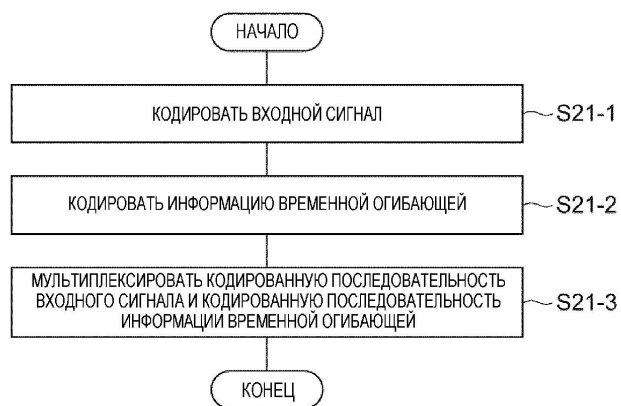 НАЧАЛО
КОДИРОВАТЬ ВХОДНОЙ СИГНАЛ
S21-1
КОДИРОВАТЬ ИНФОРМАЦИЮ ВРЕМЕННОЙ ОГИБАЮЩЕЙ
S21-2
МУЛЬТИПЛЕКСИРОВАТЬ КОДИРОВАННУЮ ПОСЛЕДОВАТЕЛЬНОСТЬ
ВХОДНОГО СИГНАЛА И КОДИРОВАННУЮ ПОСЛЕДОВАТЕЛЬНОСТЬ
ИНФОРМАЦИИ ВРЕМЕННОЙ ОГИБАЮЩЕЙ
S21-3
КОНЕЦ